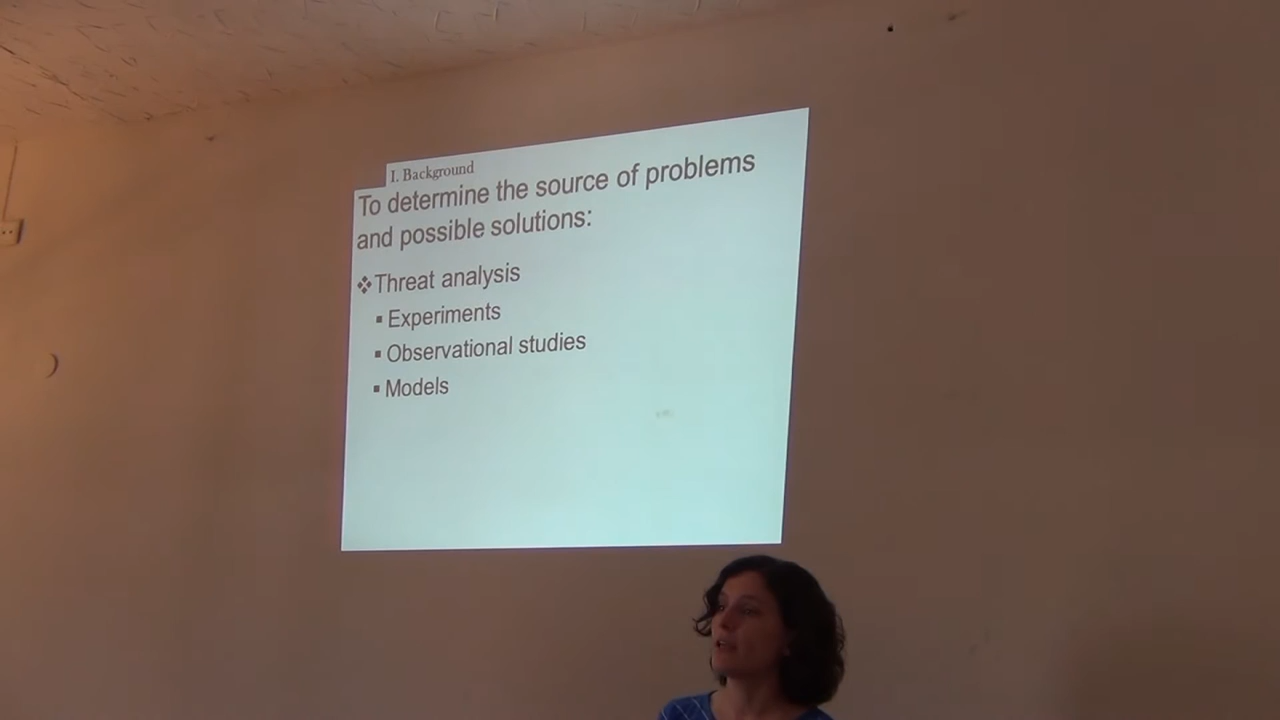 I. Background
To determine the source of problems
and possible solutions:
❖Threat analysis
▪ Experiments
▪ Observational studies
▪ Models